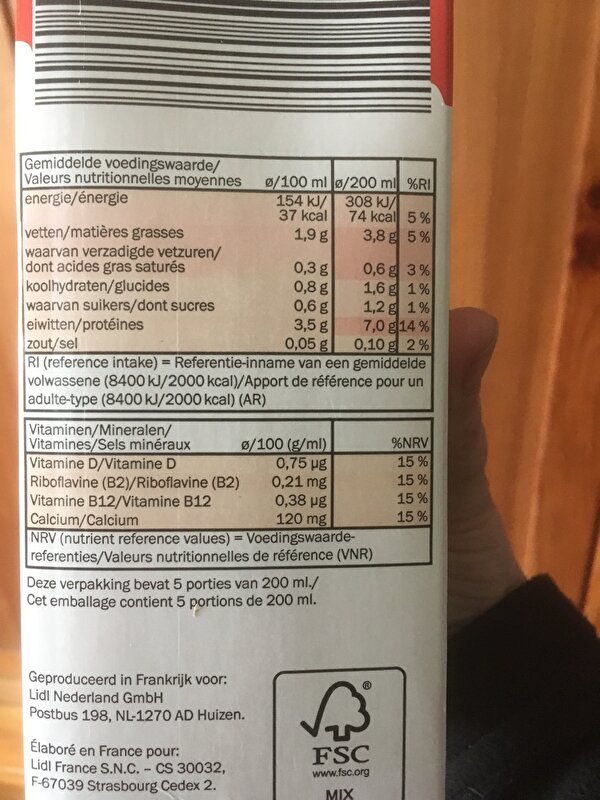 Gemiddelde voedingswaarde/
Valeurs nutritionnelles moyennes ø/100 ml ø/200 ml %RI
energie/énergie 154 kJ/ 308 kJ/
37 kcal 74 kcal 5 %
vetten/matières grasses 1,9 g 3,8 g 5 %
waarvan verzadigde vetzuren/
dont acides gras saturés 0,3 g 0,6 g 3 %
koolhydraten/glucides 0,8 g 1,6 g 1 %
waarvan suikers/dont sucres 0,6 g 1,2 g 1 %
eiwitten/protéines 3,5 g 7,0 g 14 %
zout/sel 0,05 g 0,10 g 2 %
RI (reference intake) = Referentie-inname van een gemiddelde
volwassene (8400 kJ/2000 kcal)/Apport de référence pour un
adulte-type (8400 kJ/2000 kcal) (AR)
Vitaminen/Mineralen/
Vitamines/Sels minéraux ø/100 (g/ml) %NRV
Vitamine D/Vitamine D 0,75 µg 15 %
Riboflavine (B2)/Riboflavine (B2) 0,21 mg 15 %
Vitamine B12/Vitamine B12 0,38 µg 15 %
Calcium/Calcium 120 mg 15 %
NRV (nutrient reference values) = Voedingswaarde-
referenties/Valeurs nutritionnelles de référence (VNR)
Deze verpakking bevat 5 porties van 200 ml./
Cet emballage contient 5 portions de 200 ml.
Geproduceerd in Frankrijk voor:
Lidl Nederland GmbH
Postbus 198, NL-1270 AD Huizen.
Élaboré en France pour:
Lidl France S.N.C. – CS 30032,
F-67039 Strasbourg Cedex 2.
®
FSC
www.fsc.org
MIX